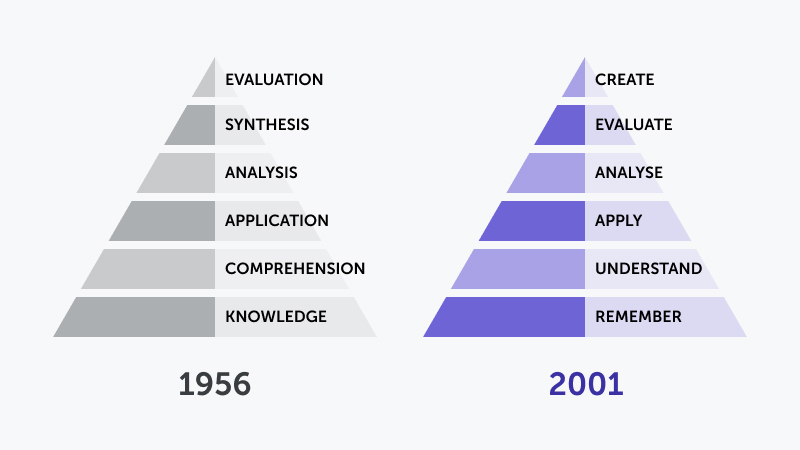 EVALUATION
SYNTHESIS
ANALYSIS
APPLICATION
COMPREHENSION
KNOWLEDGE
1956
CREATE
EVALUATE
ANALYSE
APPLY
UNDERSTAND
REMEMBER
2001